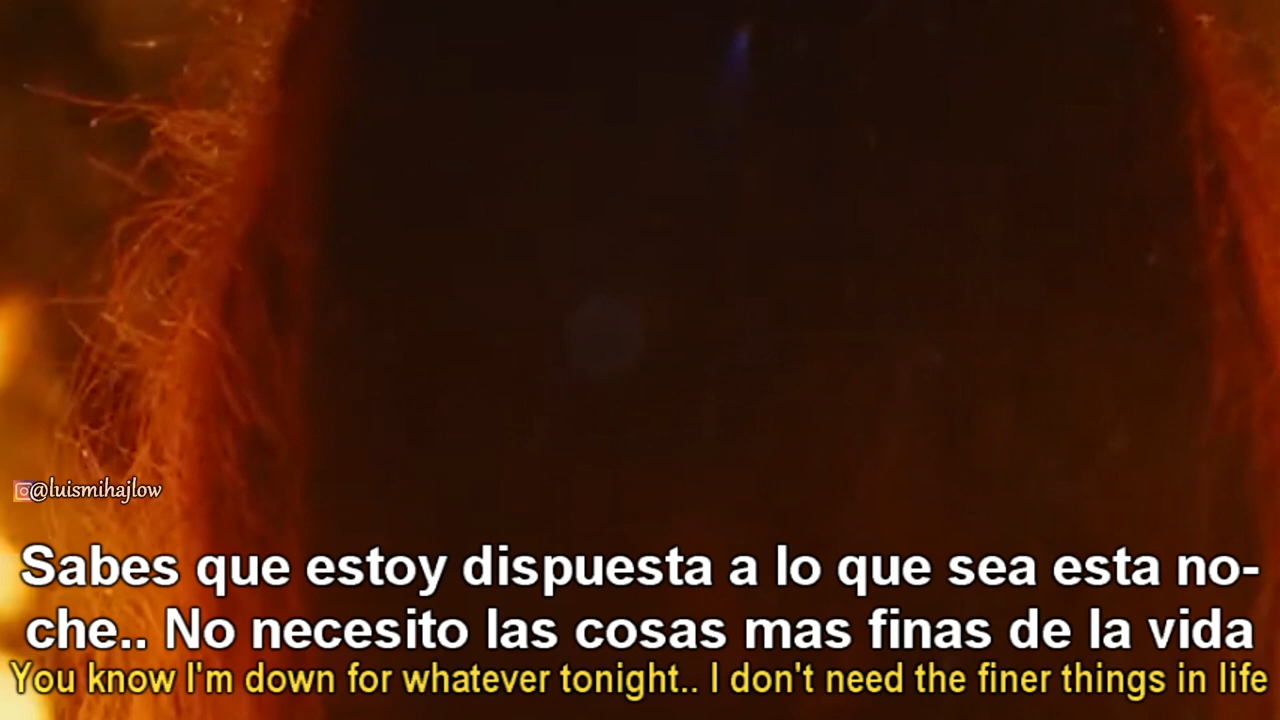 @luismihajlow
Sabes que estoy dispuesta a lo que sea esta no-
che.. No necesito las cosas mas finas de la vida
You know I'm down for whatever tonight.. I don't need the finer things in life